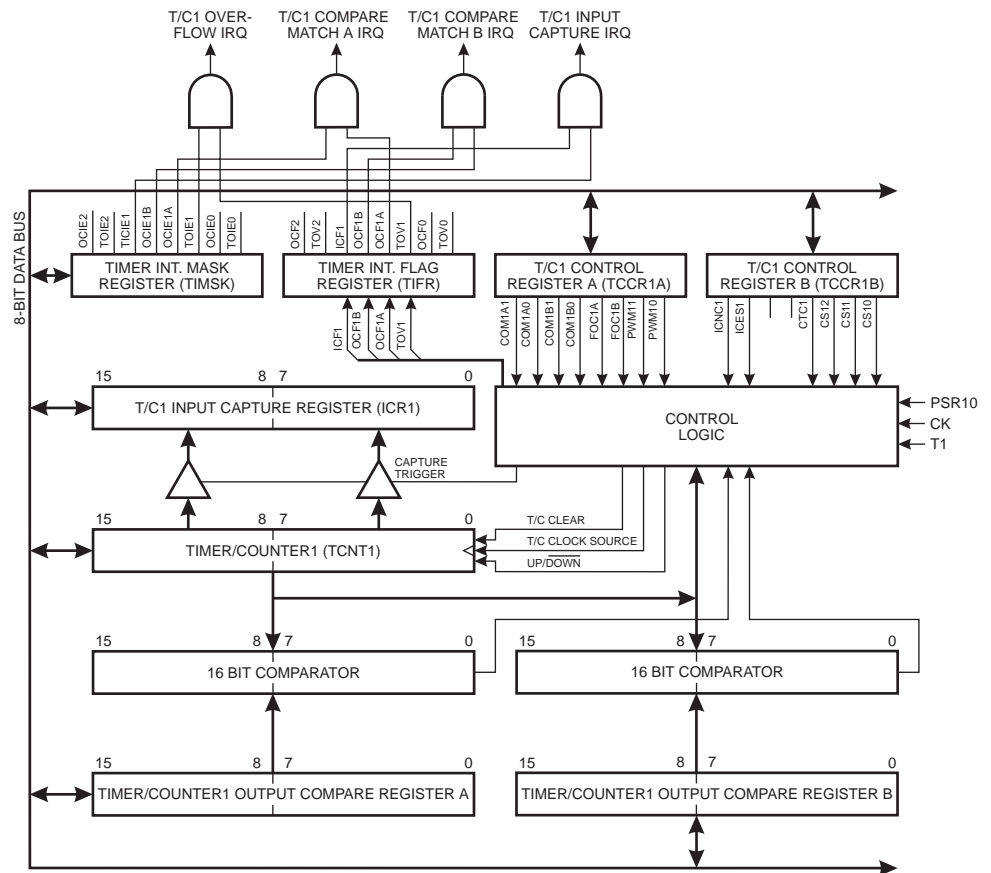 T/C1 OVER-
FLOW IRQ
T/C1 COMPARE
MATCH A IRQ
T/C1 COMPARE
MATCH B IRQ
T/C1 INPUT
CAPTURE IRQ
8-BIT DATA BUS
OCIE2
TOIE2
TICIE1
OCIE1B
OCIE1A
TOIE1
OCIE0
TOIE0
OCF2
TOV2
ICF1
OCF1B
OCF1A
TOV1
OCF0
TOV0
TIMER INT. MASK
REGISTER (TIMSK)
TIMER INT. FLAG
REGISTER (TIFR)
T/C1 CONTROL
REGISTER A (TCCR1A)
T/C1 CONTROL
REGISTER B (TCCR1B)
ICF1
OCF1B
OCF1A
TOV1
COM1A1
COM1A0
COM1B1
COM1B0
FOC1A
FOC1B
PWM11
PWM10
ICNC1
ICES1
CTC1
CS12
CS11
CS10
15 8 7 0
T/C1 INPUT CAPTURE REGISTER (ICR1)
CONTROL
LOGIC
PSR10
CK
T1
CAPTURE
TRIGGER
15 8 7 0
TIMER/COUNTER1 (TCNT1)
T/C CLEAR
T/C CLOCK SOURCE
UP/DOWN
15 8 7 0
16 BIT COMPARATOR
15 8 7 0
16 BIT COMPARATOR
15 8 7 0
TIMER/COUNTER1 OUTPUT COMPARE REGISTER A
15 8 7 0
TIMER/COUNTER1 OUTPUT COMPARE REGISTER B